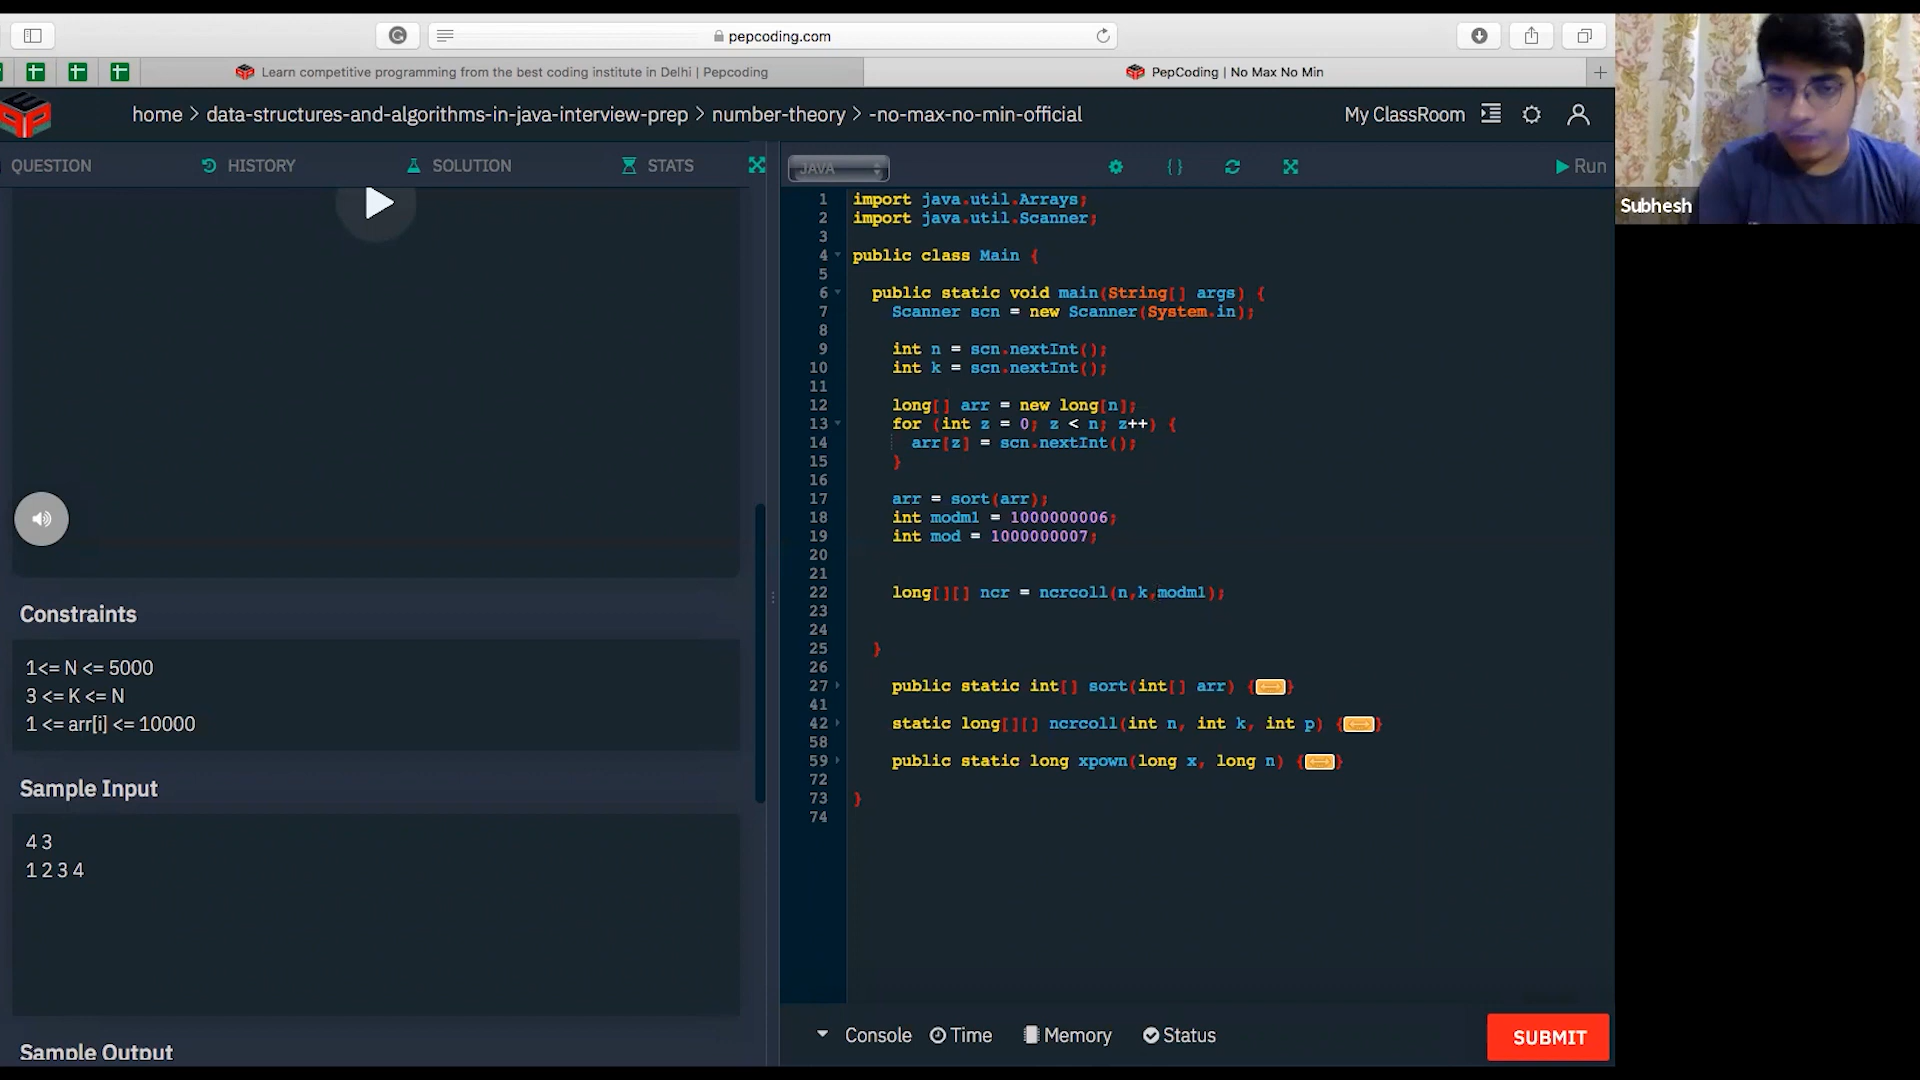 pepcoding.com
Learn competitive programming from the best coding institute in Delhi | Pepcoding
PepCoding | No Max No Min
home > data-structures-and-algorithms-in-java-interview-prep > number-theory > -no-max-no-min-official
My ClassRoom
QUESTION
HISTORY
SOLUTION
STATS
JAVA
{}
Run
Subhesh
1 import java.util.Arrays;
2 import java.util.Scanner;
3
4 public class Main {
5
6 public static void main(String[] args) {
7 Scanner scn = new Scanner(System.in);
8
9 int n = scn.nextInt();
10 int k = scn.nextInt();
11
12 long[] arr = new long[n];
13 for (int z = 0; z < n; z++) {
14 arr[z] = scn.nextInt();
15 }
16
17 arr = sort(arr);
18 int modm1 = 1000000006;
19 int mod = 1000000007;
20
21
22 long[][] ncr = ncrcoll(n,k,modm1);
23
24
25 }
26
27 public static int[] sort(int[] arr) {}
41
42 static long[][] ncrcoll(int n, int k, int p) {}
58
59 public static long xpown(long x, long n) {}
72
73 }
74
Constraints
1<= N <= 5000
3 <= K <= N
1 <= arr[i] <= 10000
Sample Input
4 3
1 2 3 4
Sample Output
Console
Time
Memory
Status
SUBMIT